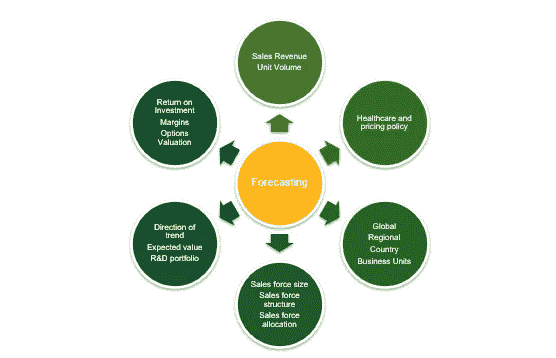 Sales Revenue
Unit Volume
Return on
Investment
Margins
Options
Valuation
Healthcare and
pricing policy
Forecasting
Direction of
trend
Expected value
R&D portfolio
Global
Regional
Country
Business Units
Sales force size
Sales force
structure
Sales force
allocation